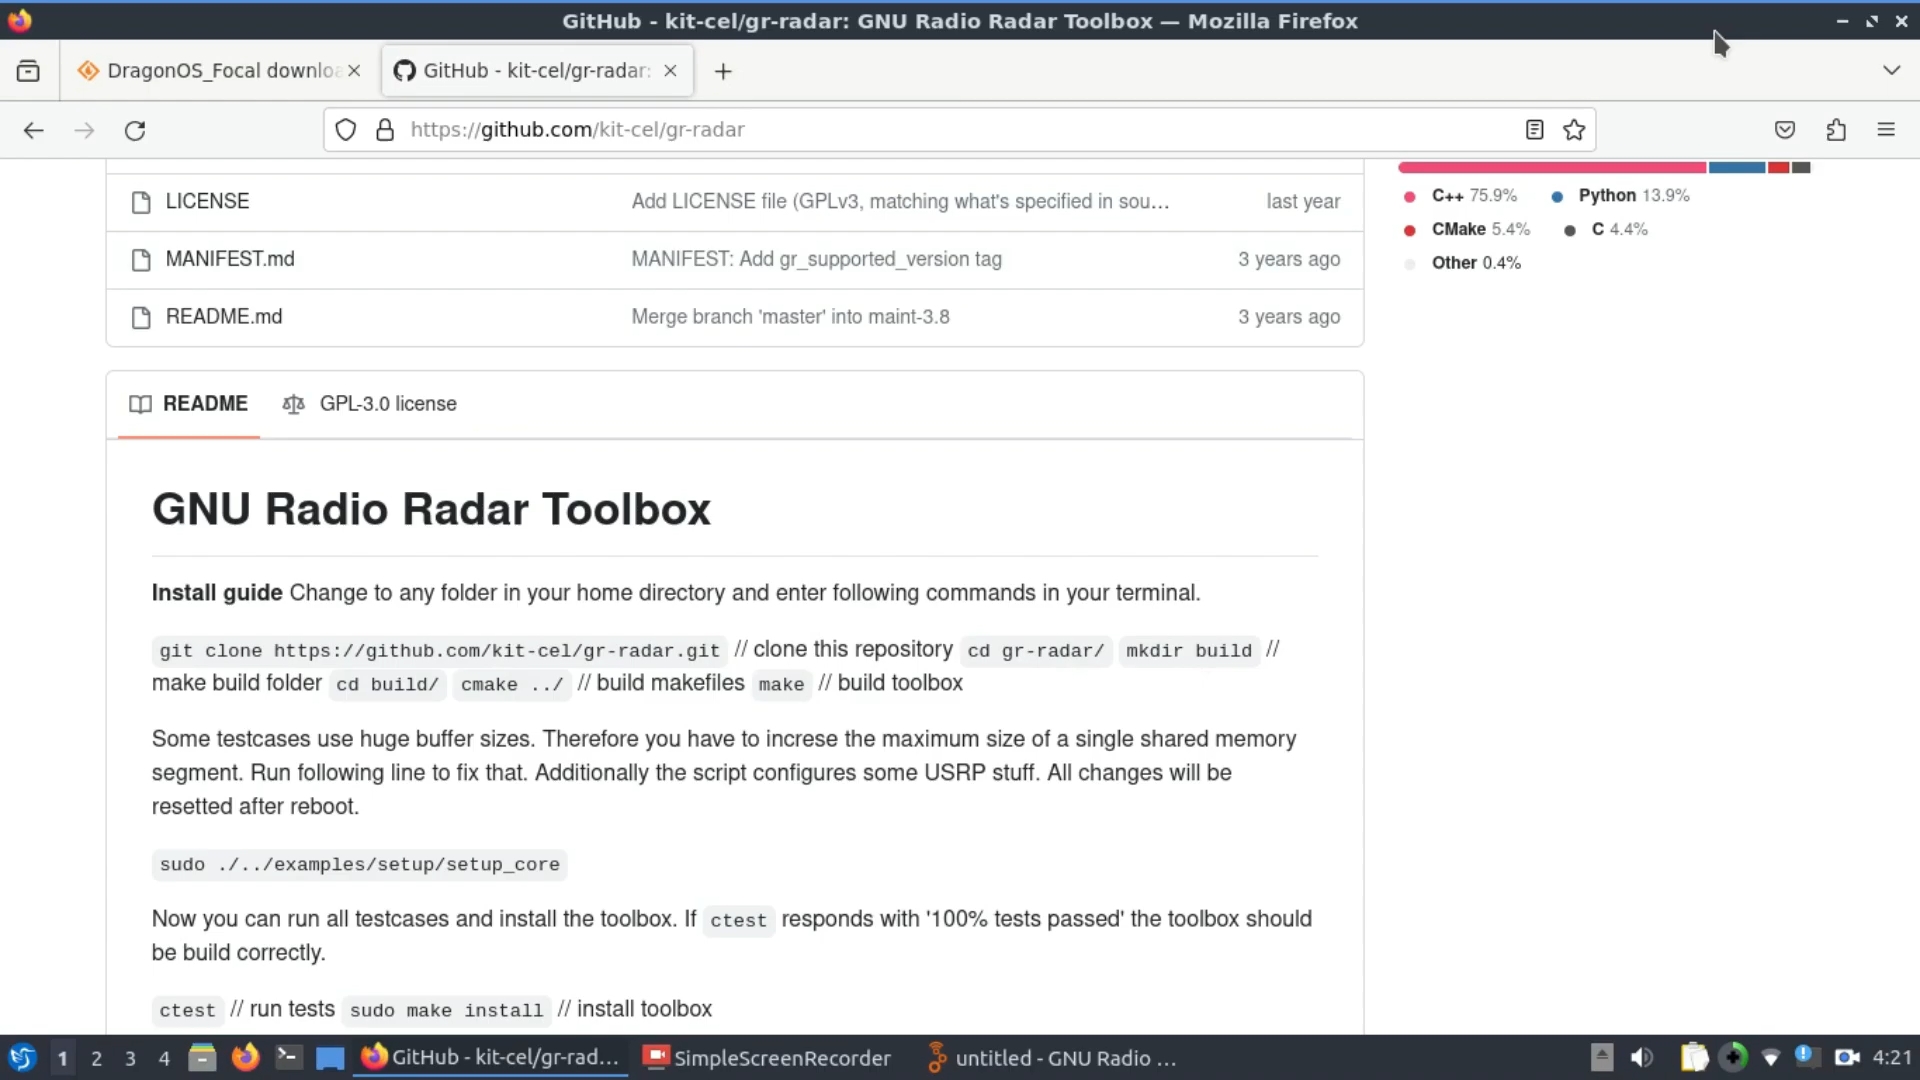 GitHub - kit-cel/gr-radar: GNU Radio Radar Toolbox — Mozilla Firefox
DragonOS_Focal downloa
GitHub - kit-cel/gr-radar:
https://github.com/kit-cel/gr-radar
LICENSE Add LICENSE file (GPLv3, matching what's specified in sou… last year
MANIFEST.md MANIFEST: Add gr_supported_version tag 3 years ago
README.md Merge branch 'master' into maint-3.8 3 years ago
C++ 75.9% Python 13.9%
CMake 5.4% C 4.4%
Other 0.4%
README GPL-3.0 license
GNU Radio Radar Toolbox
Install guide Change to any folder in your home directory and enter following commands in your terminal.
git clone https://github.com/kit-cel/gr-radar.git // clone this repository cd gr-radar/ mkdir build //
make build folder cd build/ cmake ../ // build makefiles make // build toolbox
Some testcases use huge buffer sizes. Therefore you have to increse the maximum size of a single shared memory
segment. Run following line to fix that. Additionally the script configures some USRP stuff. All changes will be
resetted after reboot.
sudo ./../examples/setup/setup_core
Now you can run all testcases and install the toolbox. If ctest responds with '100% tests passed' the toolbox should
be build correctly.
ctest // run tests sudo make install // install toolbox
1 2 3 4 GitHub - kit-cel/gr-rad… SimpleScreenRecorder untitled - GNU Radio … 4:21